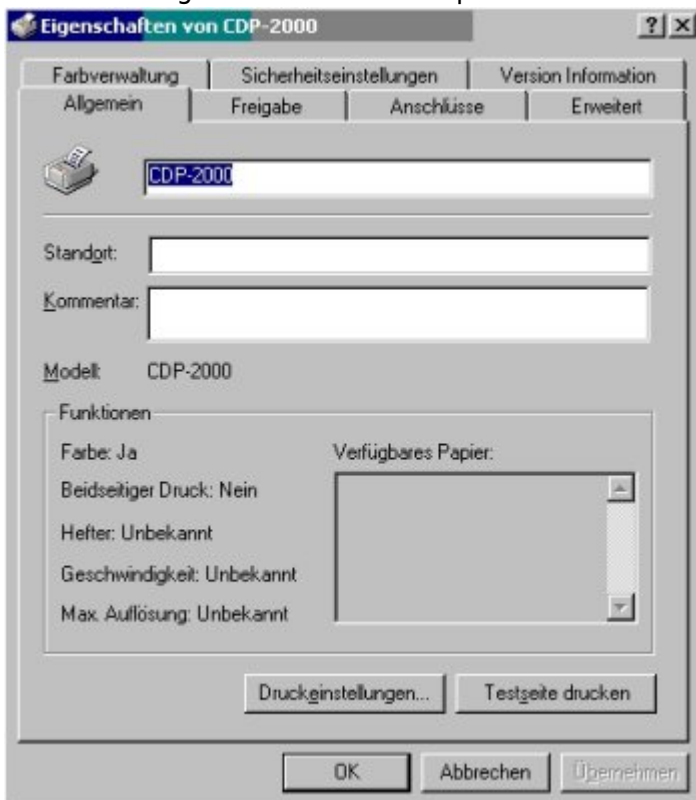 Eigenschaften von CDP-2000
Farbverwaltung Sicherheitseinstellungen Version Information
Allgemein Freigabe Anschlüsse Erweitert
CDP-2000
Standort:
Kommentar:
Modell: CDP-2000
Funktionen
Farbe: Ja Verfügbares Papier:
Beidseitiger Druck: Nein
Hefter: Unbekannt
Geschwindigkeit: Unbekannt
Max. Auflösung: Unbekannt
Druckeinstellungen... Testseite drucken
OK Abbrechen Übernehmen